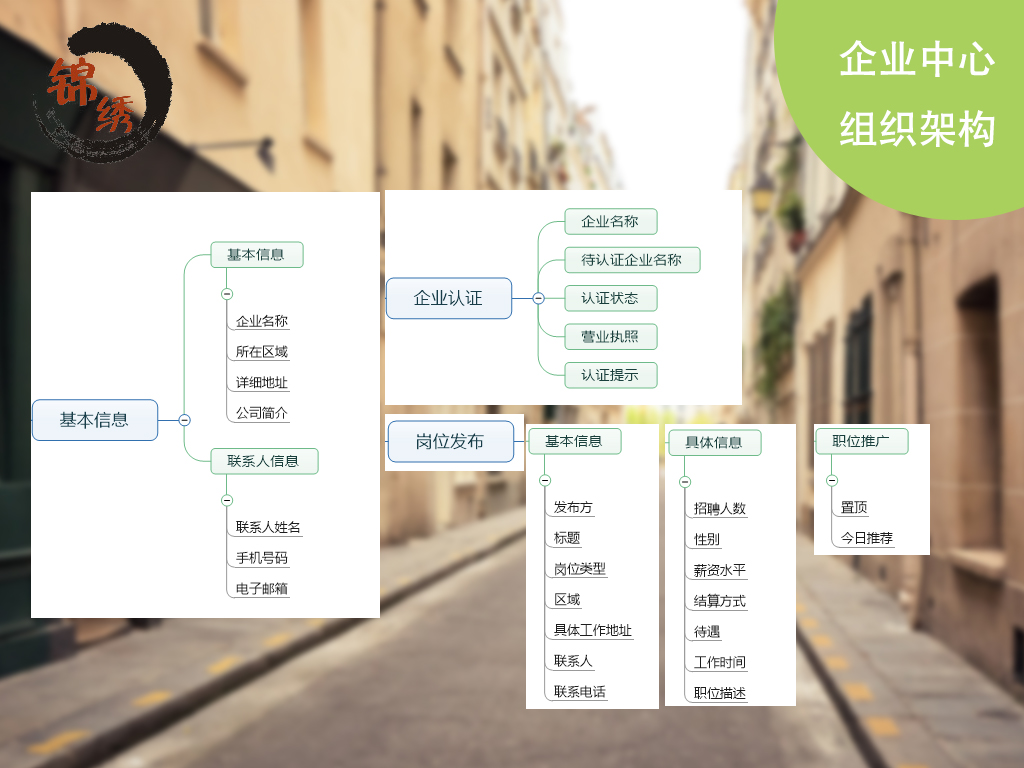 锦
绣
企业中心
组织架构
基本信息
基本信息
企业名称
所在区域
详细地址
公司简介
联系人信息
联系人姓名
手机号码
电子邮箱
企业认证
企业名称
待认证企业名称
认证状态
营业执照
认证提示
岗位发布
基本信息
发布方
标题
岗位类型
区域
具体工作地址
联系人
联系电话
具体信息
招聘人数
性别
薪资水平
结算方式
待遇
工作时间
职位描述
职位推广
置顶
今日推荐